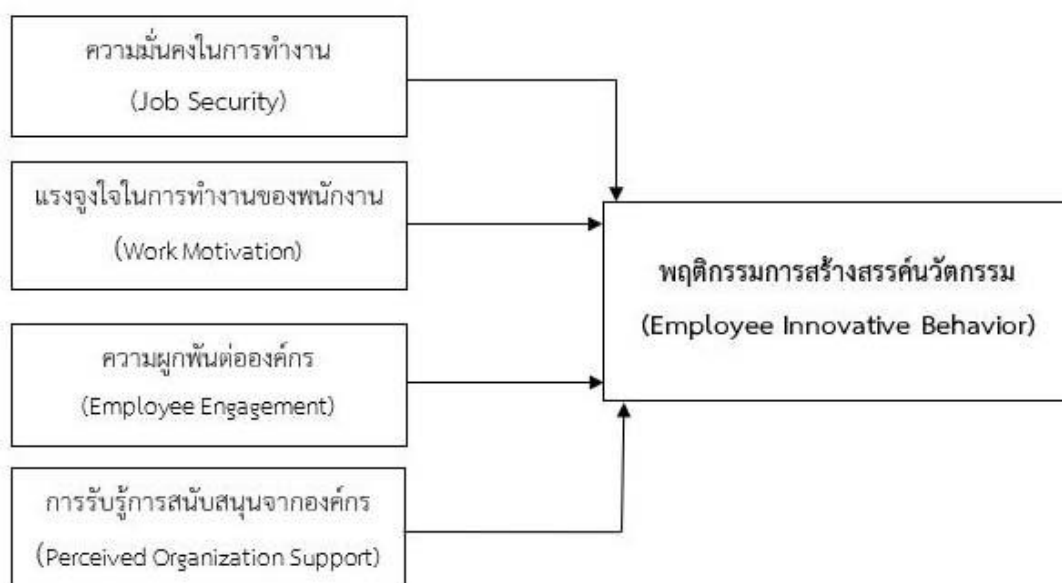 ความมั่นคงในการทำงาน
(Job Security)
แรงจูงใจในการทำงานของพนักงาน
(Work Motivation)
ความผูกพันต่อองค์กร
(Employee Engagement)
การรับรู้การสนับสนุนจากองค์กร
(Perceived Organization Support)
พฤติกรรมการสร้างสรรค์นวัตกรรม
(Employee Innovative Behavior)